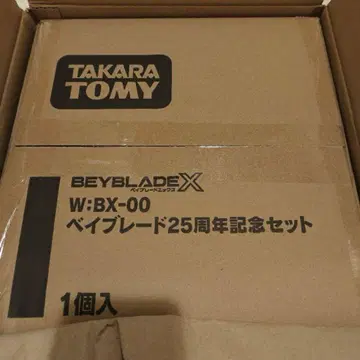 TAKARA
TOMY
BEYBLADE X
ベイブレードエックス
W:BX-00
ベイブレード25周年記念セット
1個入